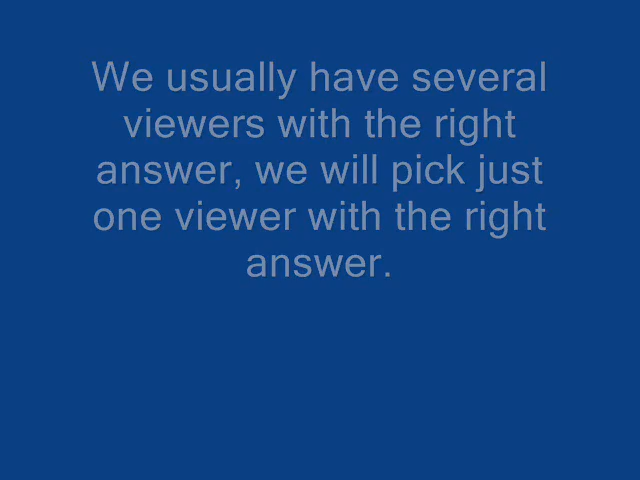 We usually have several
viewers with the right
answer, we will pick just
one viewer with the right
answer.